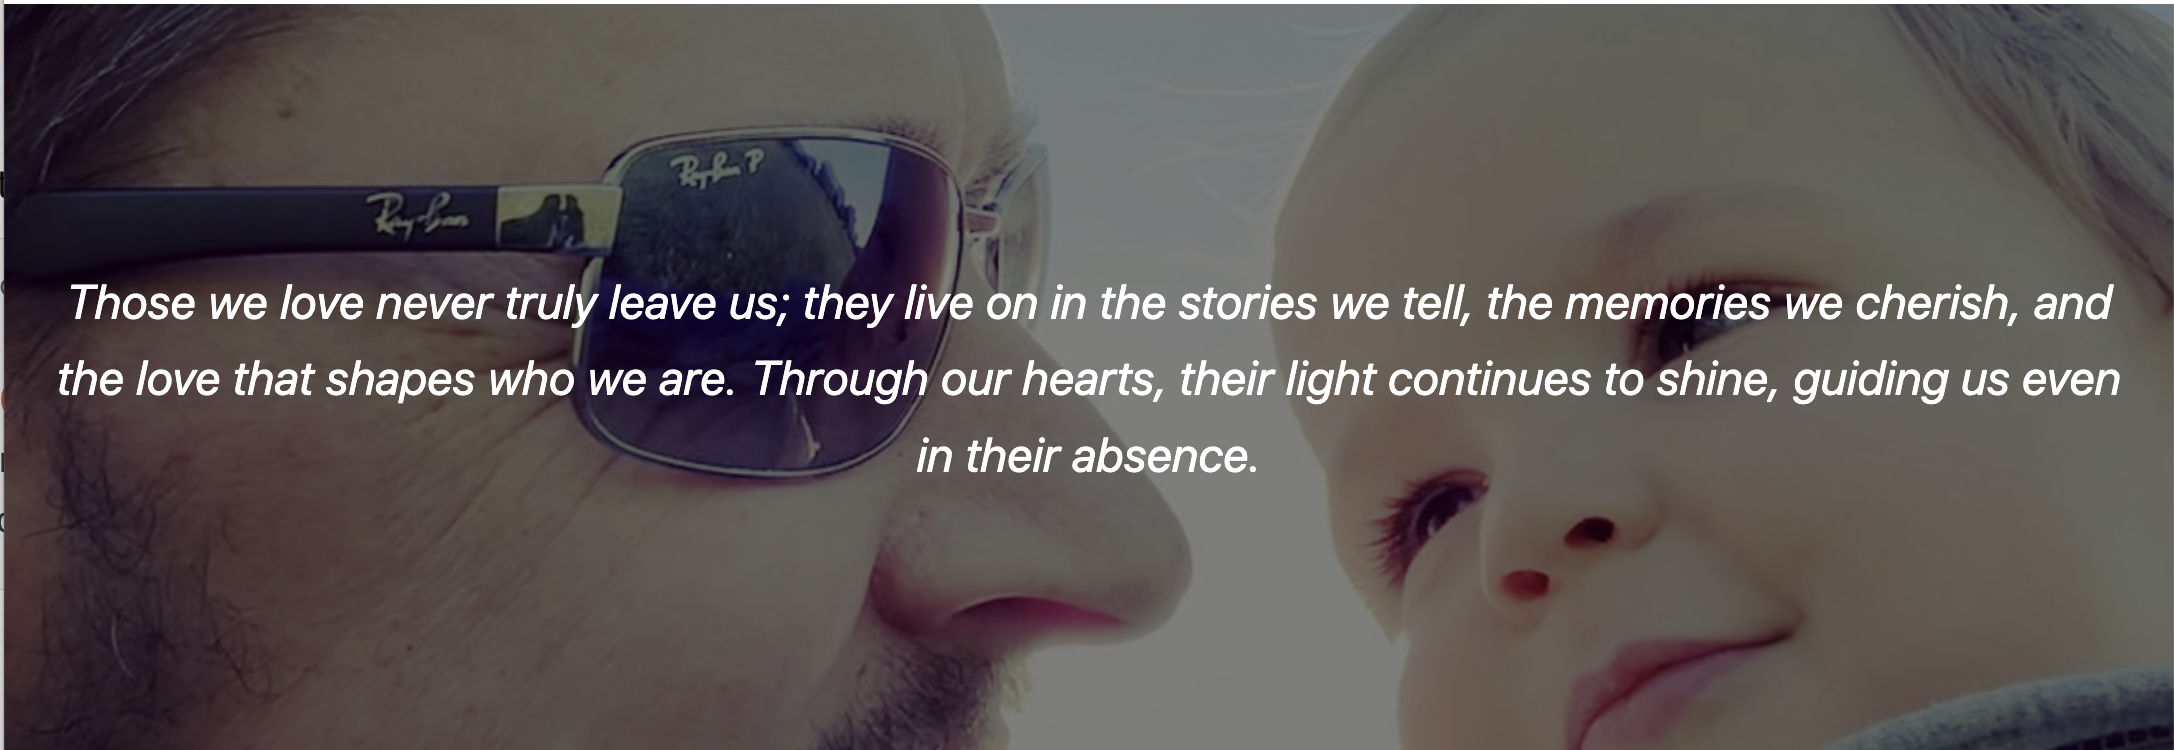 Ray-Ban P
Ray-Ban
Those we love never truly leave us; they live on in the stories we tell, the memories we cherish, and
the love that shapes who we are. Through our hearts, their light continues to shine, guiding us even
in their absence.